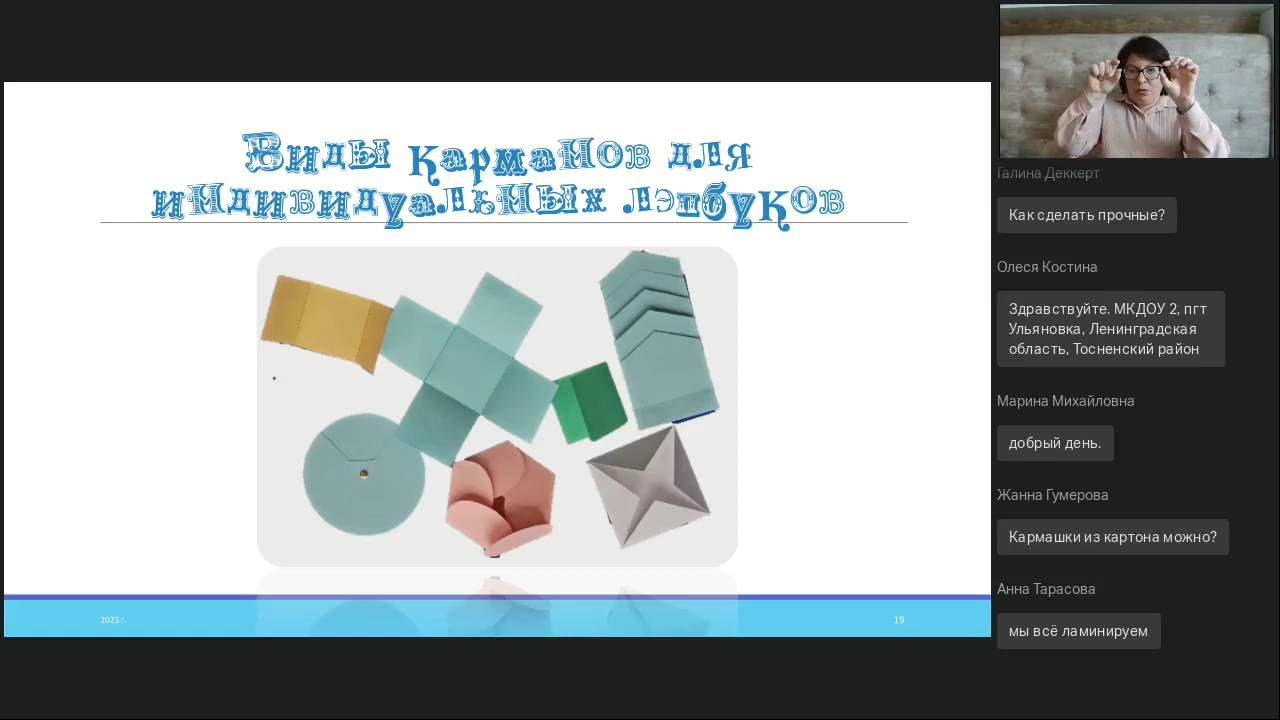 Виды карманов для
индивидуальных лэпбуков
2023 г.
19
Галина Деккерт
Как сделать прочные?
Олеся Костина
Здравствуйте. МКДОУ 2, пгт
Ульяновка, Ленинградская
область, Тосненский район
Марина Михайловна
добрый день.
Жанна Гумерова
Кармашки из картона можно?
Анна Тарасова
мы всё ламинируем